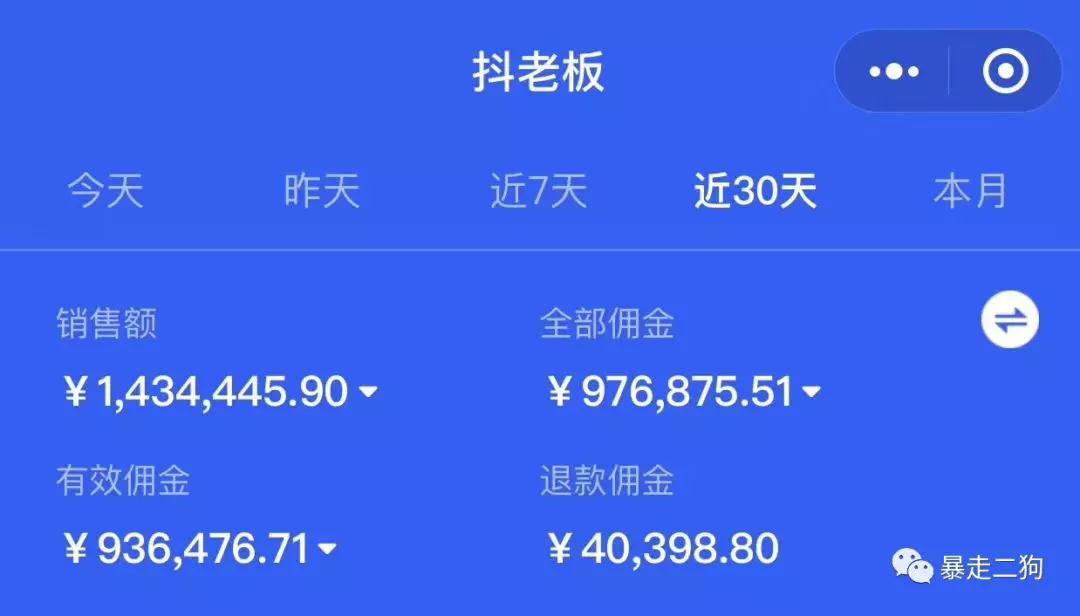 抖老板
今天 昨天 近7天 近30天 本月
销售额 全部佣金
¥1,434,445.90 ¥976,875.51
有效佣金 退款佣金
¥936,476.71 ¥40,398.80
暴走二狗